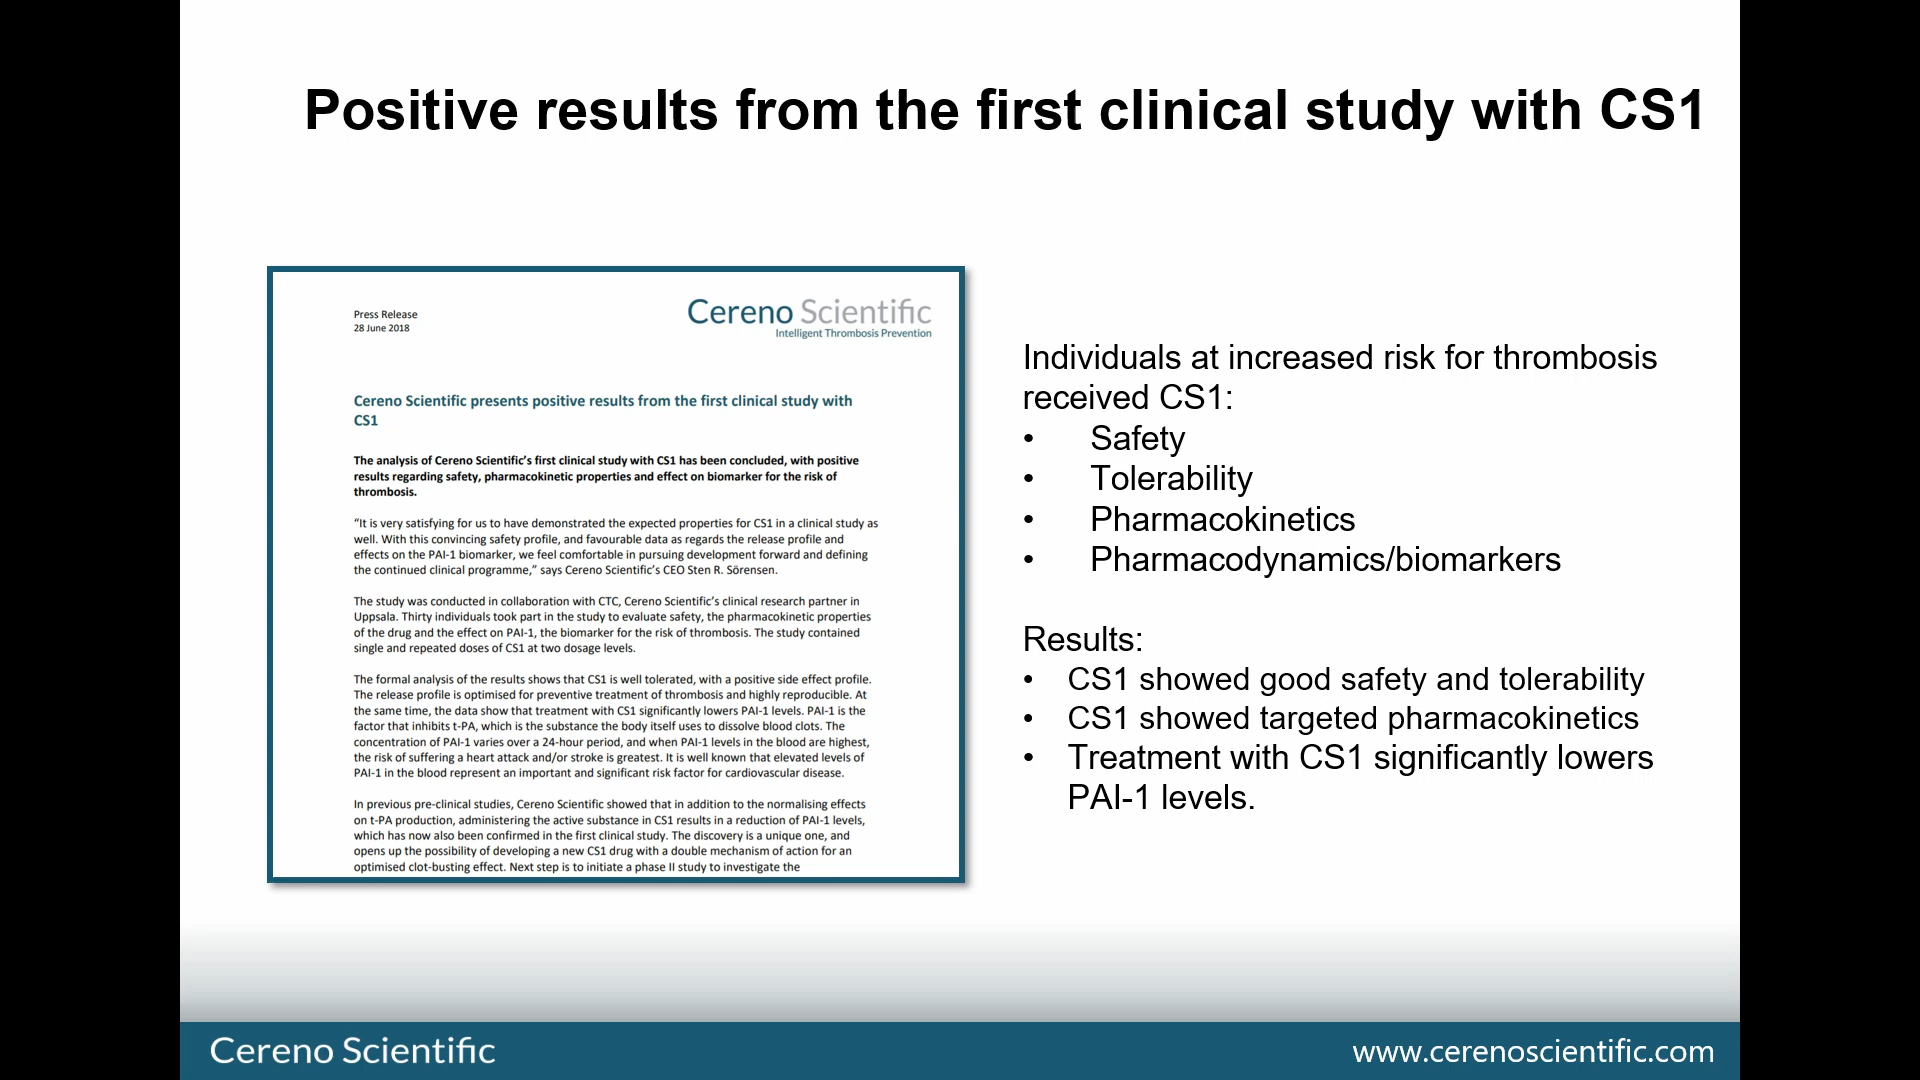 Positive results from the first clinical study with CS1
Press Release
28 June 2018
Cereno Scientific
Intelligent Thrombosis Prevention
Cereno Scientific presents positive results from the first clinical study with
CS1
The analysis of Cereno Scientific's first clinical study with CS1 has been concluded, with positive
results regarding safety, pharmacokinetic properties and effect on biomarker for the risk of
thrombosis.
“It is very satisfying for us to have demonstrated the expected properties for CS1 in a clinical study as
well. With this convincing safety profile, and favourable data as regards the release profile and
effects on the PAI-1 biomarker, we feel comfortable in pursuing development forward and defining
the continued clinical programme,” says Cereno Scientific's CEO Sten R. Sörensen.
The study was conducted in collaboration with CTC, Cereno Scientific's clinical research partner in
Uppsala. Thirty individuals took part in the study to evaluate safety, the pharmacokinetic properties
of the drug and the effect on PAI-1, the biomarker for the risk of thrombosis. The study contained
single and repeated doses of CS1 at two dosage levels.
The formal analysis of the results shows that CS1 is well tolerated, with a positive side effect profile.
The release profile is optimised for preventive treatment of thrombosis and highly reproducible. At
the same time, the data show that treatment with CS1 significantly lowers PAI-1 levels. PAI-1 is the
factor that inhibits t-PA, which is the substance the body itself uses to dissolve blood clots. The
concentration of PAI-1 varies over a 24-hour period, and when PAI-1 levels in the blood are highest,
the risk of suffering a heart attack and/or stroke is greatest. It is well known that elevated levels of
PAI-1 in the blood represent an important and significant risk factor for cardiovascular disease.
In previous pre-clinical studies, Cereno Scientific showed that in addition to the normalising effects
on t-PA production, administering the active substance in CS1 results in a reduction of PAI-1 levels,
which has now also been confirmed in the first clinical study. The discovery is a unique one, and
opens up the possibility of developing a new CS1 drug with a double mechanism of action for an
optimised clot-busting effect. Next step is to initiate a phase II study to investigate the
Individuals at increased risk for thrombosis
received CS1:
• Safety
• Tolerability
• Pharmacokinetics
• Pharmacodynamics/biomarkers
Results:
• CS1 showed good safety and tolerability
• CS1 showed targeted pharmacokinetics
• Treatment with CS1 significantly lowers
PAI-1 levels.
Cereno Scientific
www.cerenoscientific.com